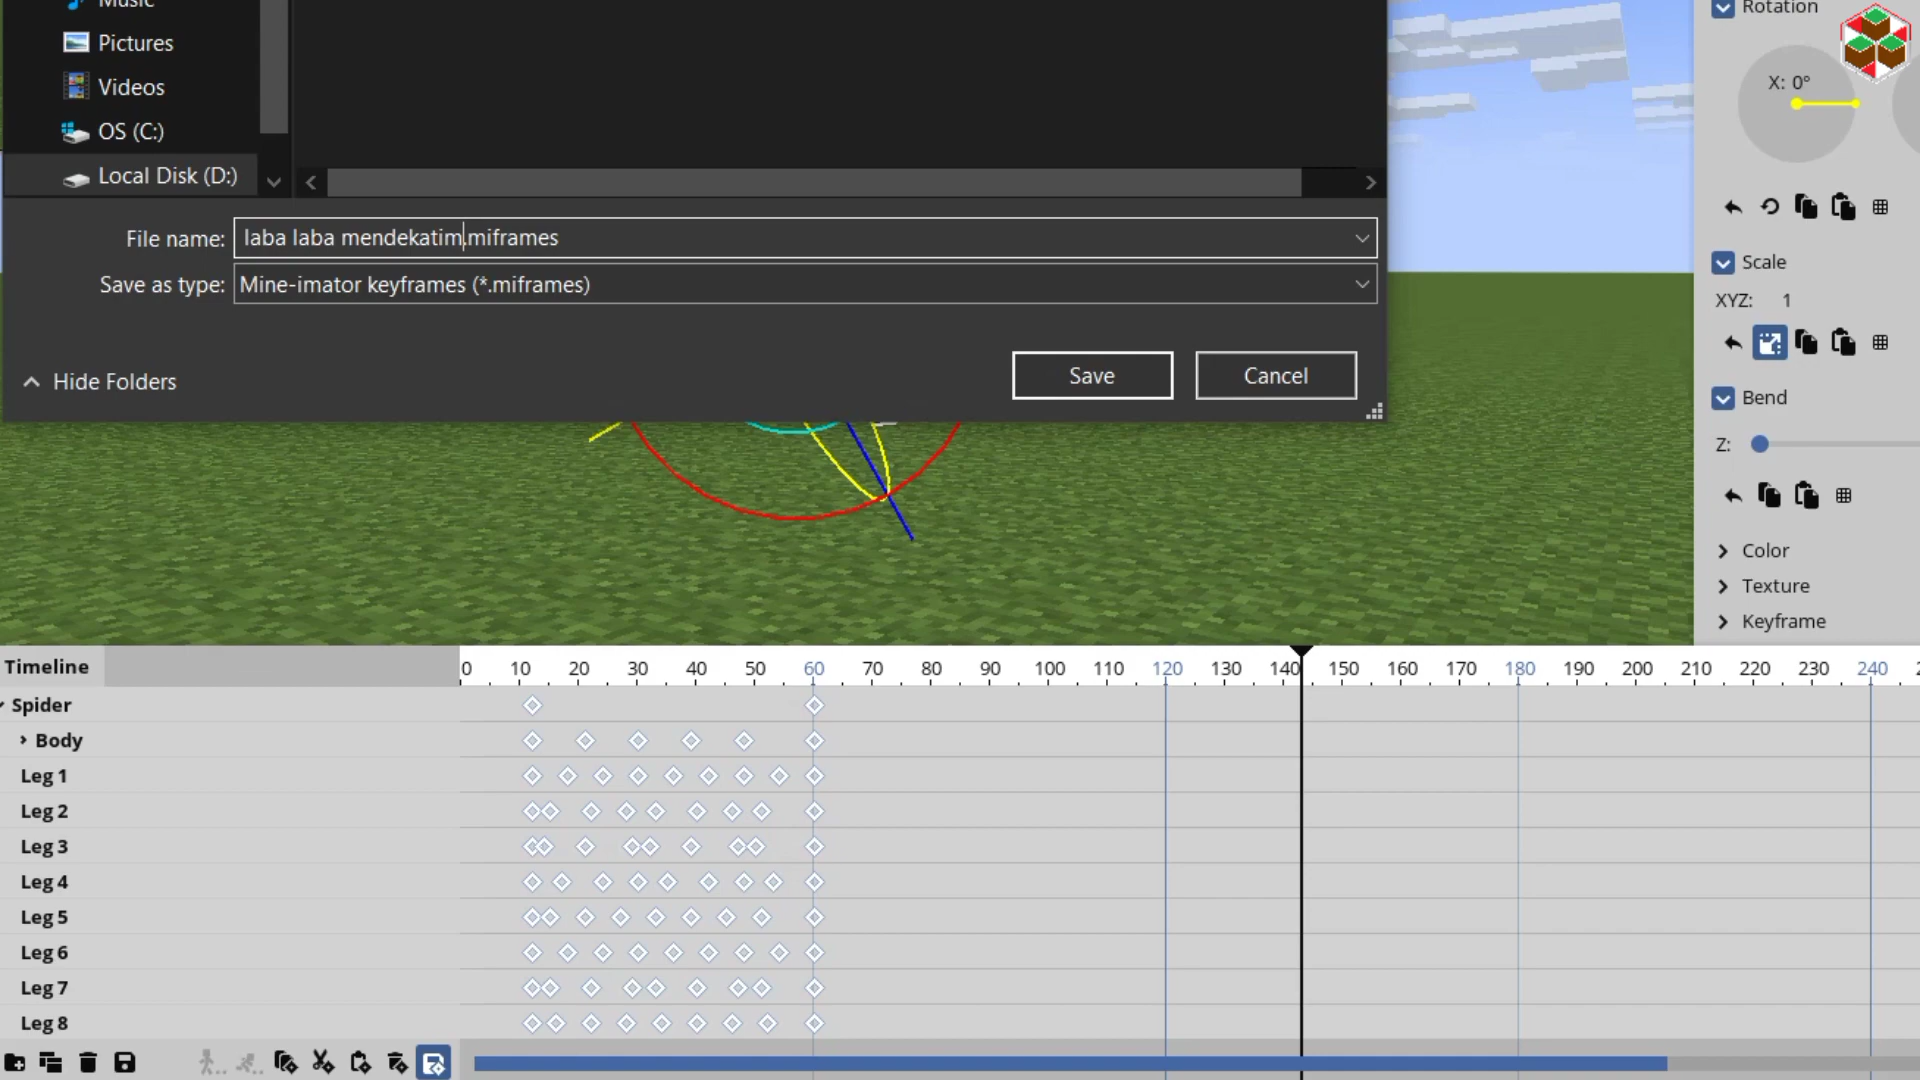 Music
Pictures
Videos
OS (C:)
Local Disk (D:)
File name: laba laba mendekatim.miframes
Save as type: Mine-imator keyframes (*.miframes)
Hide Folders
Save
Cancel
Rotation
X: 0°
Scale
XYZ: 1
Bend
Z:
Color
Texture
Keyframe
Timeline
0 10 20 30 40 50 60 70 80 90 100 110 120 130 140 150 160 170 180 190 200 210 220 230 240
Spider
Body
Leg 1
Leg 2
Leg 3
Leg 4
Leg 5
Leg 6
Leg 7
Leg 8